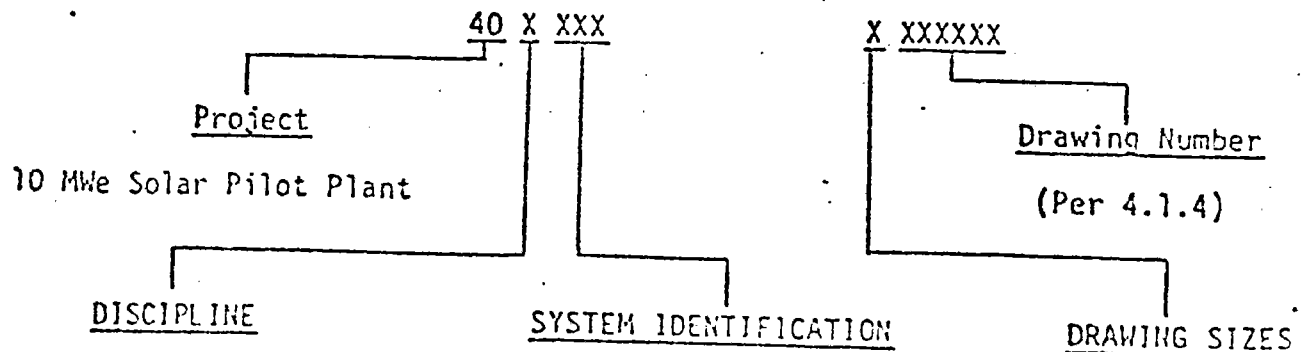 40 X XXX X XXXXXX
Project
Drawing Number
10 MWe Solar Pilot Plant
(Per 4.1.4)
DISCIPLINE
SYSTEM IDENTIFICATION
DRAWING SIZES